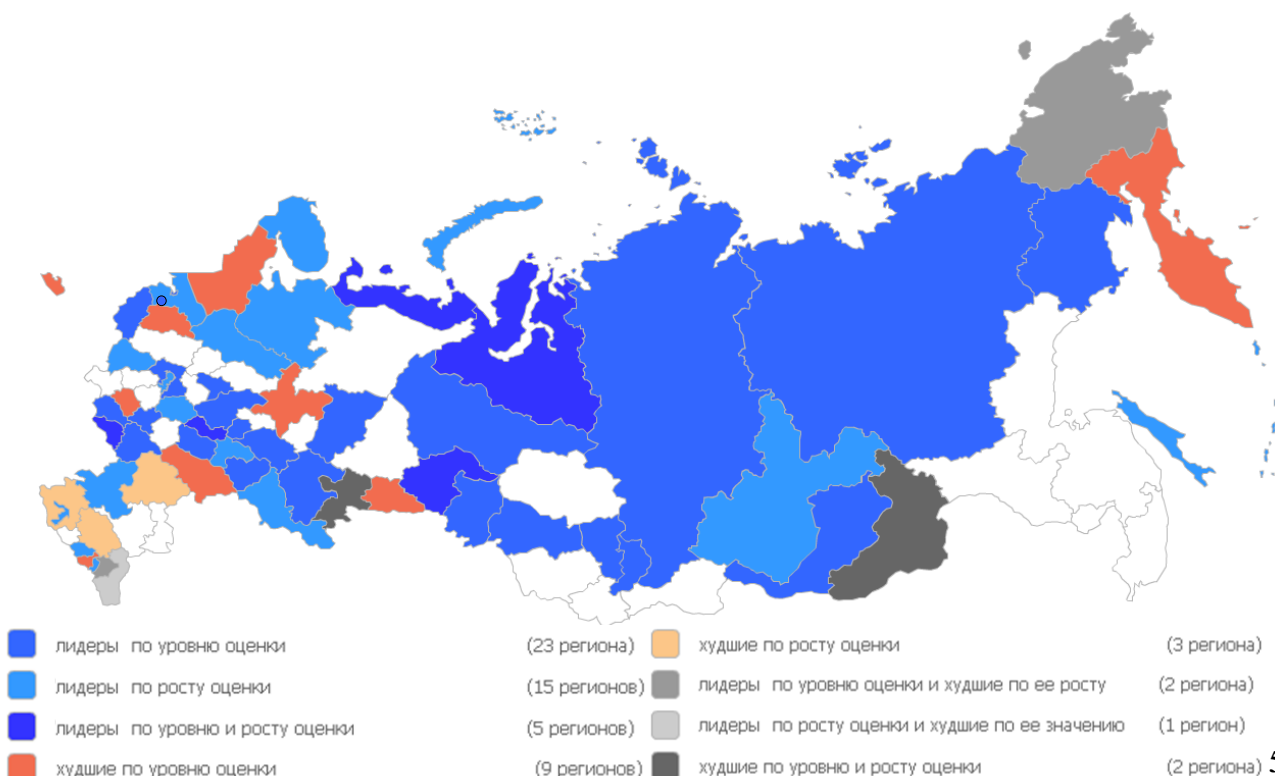 лидеры по уровню оценки (23 региона)
лидеры по росту оценки (15 регионов)
лидеры по уровню и росту оценки (5 регионов)
худшие по уровню оценки (9 регионов)
худшие по росту оценки (3 региона)
лидеры по уровню оценки и худшие по ее росту (2 региона)
лидеры по росту оценки и худшие по ее значению (1 регион)
худшие по уровню и росту оценки (2 региона)
5